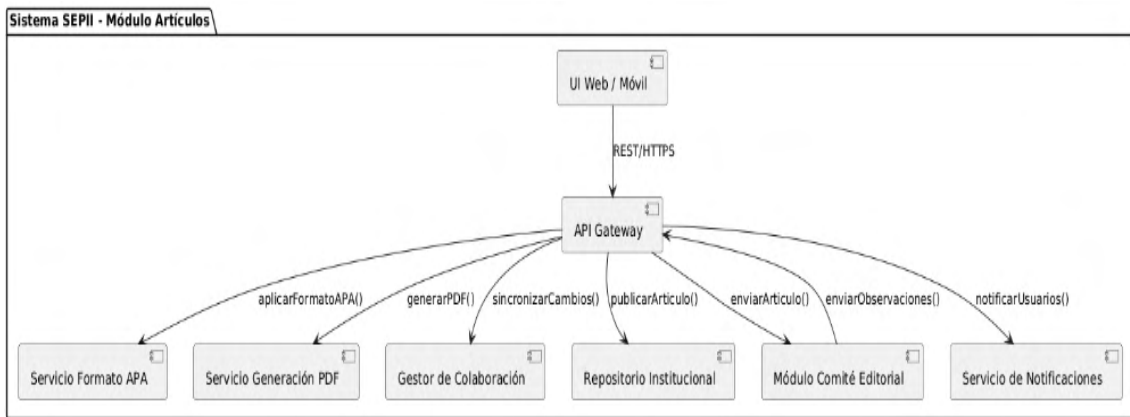 Sistema SEPII - Módulo Artículos
UI Web / Móvil
REST/HTTPS
API Gateway
aplicarFormatoAPA()
generarPDF()
sincronizarCambios()
publicarArticulo()
enviarArticulo()
enviarObservaciones()
notificarUsuarios()
Servicio Formato APA
Servicio Generación PDF
Gestor de Colaboración
Repositorio Institucional
Módulo Comité Editorial
Servicio de Notificaciones